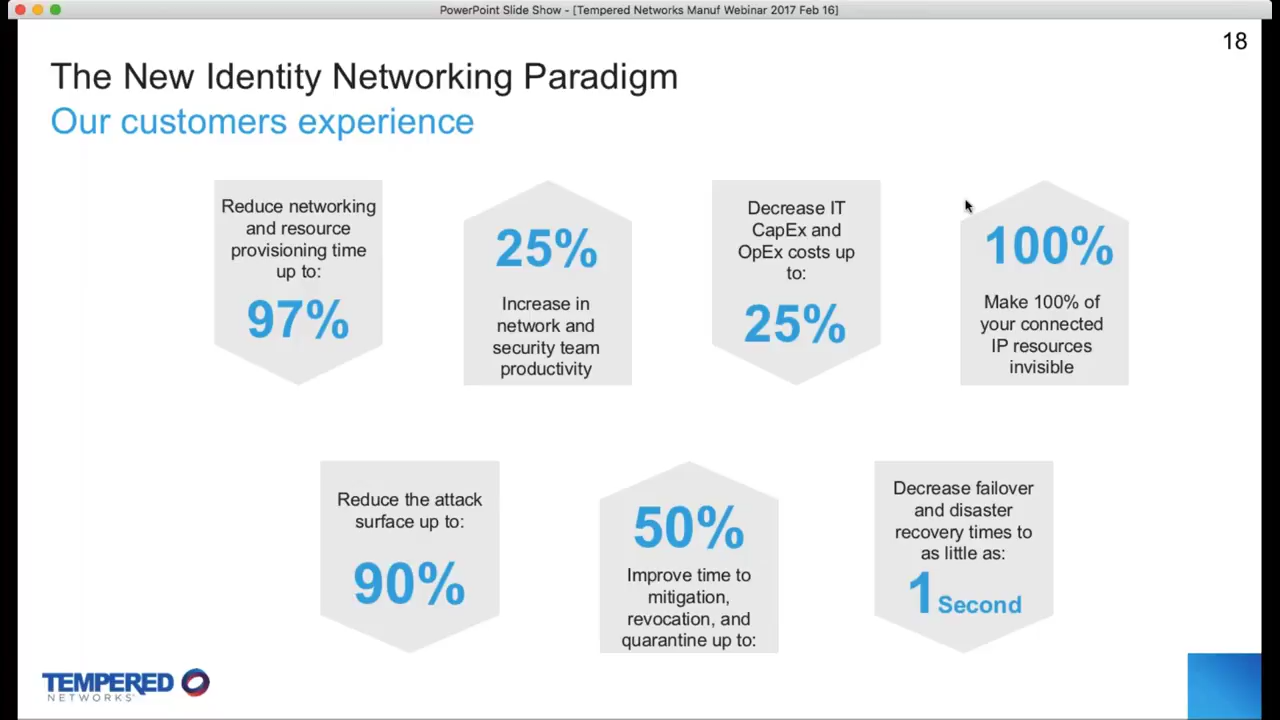 PowerPoint Slide Show - [Tempered Networks Manuf Webinar 2017 Feb 16]
18
The New Identity Networking Paradigm
Our customers experience
Reduce networking
and resource
provisioning time
up to:
97%
25%
Increase in
network and
security team
productivity
Decrease IT
CapEx and
OpEx costs up
to:
25%
100%
Make 100% of
your connected
IP resources
invisible
Reduce the attack
surface up to:
90%
50%
Improve time to
mitigation,
revocation, and
quarantine up to:
Decrease failover
and disaster
recovery times to
as little as:
1 Second
TEMPERED
NETWORKS